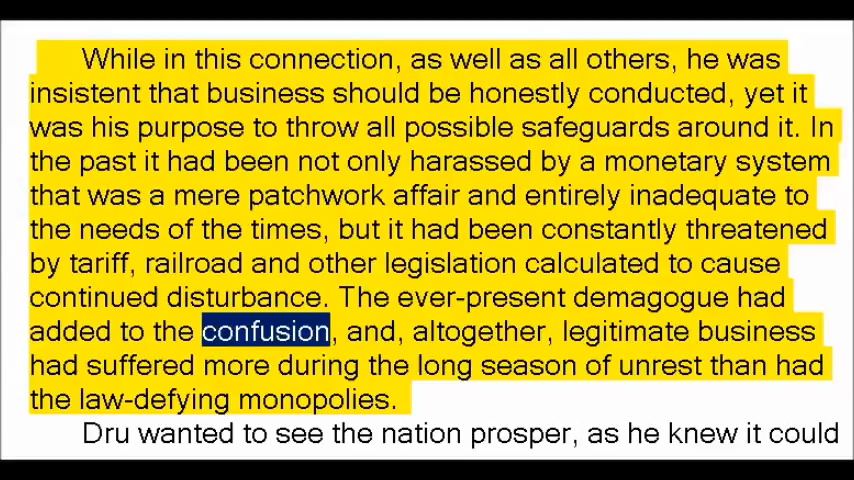 While in this connection, as well as all others, he was
insistent that business should be honestly conducted, yet it
was his purpose to throw all possible safeguards around it. In
the past it had been not only harassed by a monetary system
that was a mere patchwork affair and entirely inadequate to
the needs of the times, but it had been constantly threatened
by tariff, railroad and other legislation calculated to cause
continued disturbance. The ever-present demagogue had
added to the confusion, and, altogether, legitimate business
had suffered more during the long season of unrest than had
the law-defying monopolies.
Dru wanted to see the nation prosper, as he knew it could